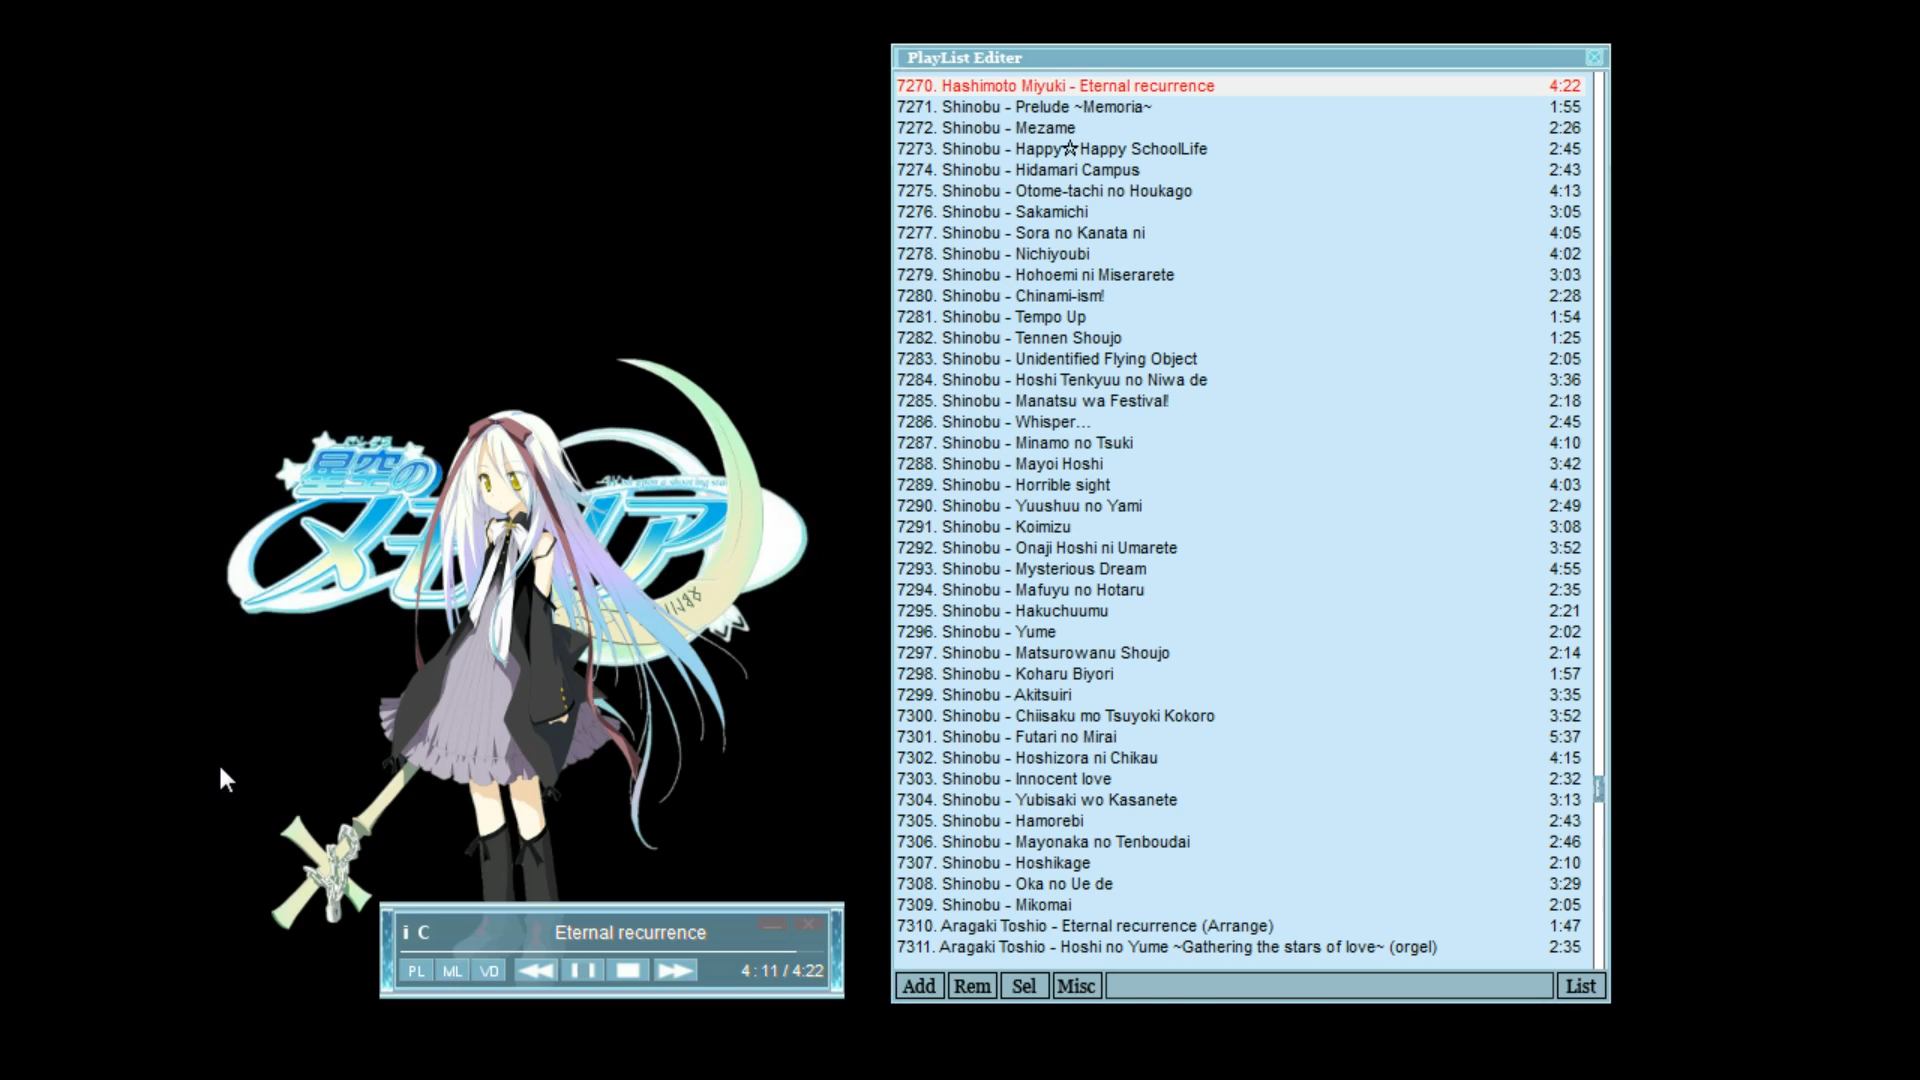 PlayList Editer
7270. Hashimoto Miyuki - Eternal recurrence 4:22
7271. Shinobu - Prelude ~Memoria~ 1:55
7272. Shinobu - Mezame 2:26
7273. Shinobu - Happy☆Happy SchoolLife 2:45
7274. Shinobu - Hidamari Campus 2:43
7275. Shinobu - Otome-tachi no Houkago 4:13
7276. Shinobu - Sakamichi 3:05
7277. Shinobu - Sora no Kanata ni 4:05
7278. Shinobu - Nichiyoubi 4:02
7279. Shinobu - Hohoemi ni Miserarete 3:03
7280. Shinobu - Chinami-ism! 2:28
7281. Shinobu - Tempo Up 1:54
7282. Shinobu - Tennen Shoujo 1:25
7283. Shinobu - Unidentified Flying Object 2:05
7284. Shinobu - Hoshi Tenkyuu no Niwa de 3:36
7285. Shinobu - Manatsu wa Festival! 2:18
7286. Shinobu - Whisper... 2:45
7287. Shinobu - Minamo no Tsuki 4:10
7288. Shinobu - Mayoi Hoshi 3:42
7289. Shinobu - Horrible sight 4:03
7290. Shinobu - Yuushuu no Yami 2:49
7291. Shinobu - Koimizu 3:08
7292. Shinobu - Onaji Hoshi ni Umarete 3:52
7293. Shinobu - Mysterious Dream 4:55
7294. Shinobu - Mafuyu no Hotaru 2:35
7295. Shinobu - Hakuchuumu 2:21
7296. Shinobu - Yume 2:02
7297. Shinobu - Matsurowanu Shoujo 2:14
7298. Shinobu - Koharu Biyori 1:57
7299. Shinobu - Akitsuiri 3:35
7300. Shinobu - Chiisaku mo Tsuyoki Kokoro 3:52
7301. Shinobu - Futari no Mirai 5:37
7302. Shinobu - Hoshizora ni Chikau 4:15
7303. Shinobu - Innocent love 2:32
7304. Shinobu - Yubisaki wo Kasanete 3:13
7305. Shinobu - Hamorebi 2:43
7306. Shinobu - Mayonaka no Tenboudai 2:46
7307. Shinobu - Hoshikage 2:10
7308. Shinobu - Oka no Ue de 3:29
7309. Shinobu - Mikomai 2:05
7310. Aragaki Toshio - Eternal recurrence (Arrange) 1:47
7311. Aragaki Toshio - Hoshi no Yume ~Gathering the stars of love~ (orgel) 2:35
Add Rem Sel Misc List
星空の
i C Eternal recurrence
PL ML VD 4:11/4:22